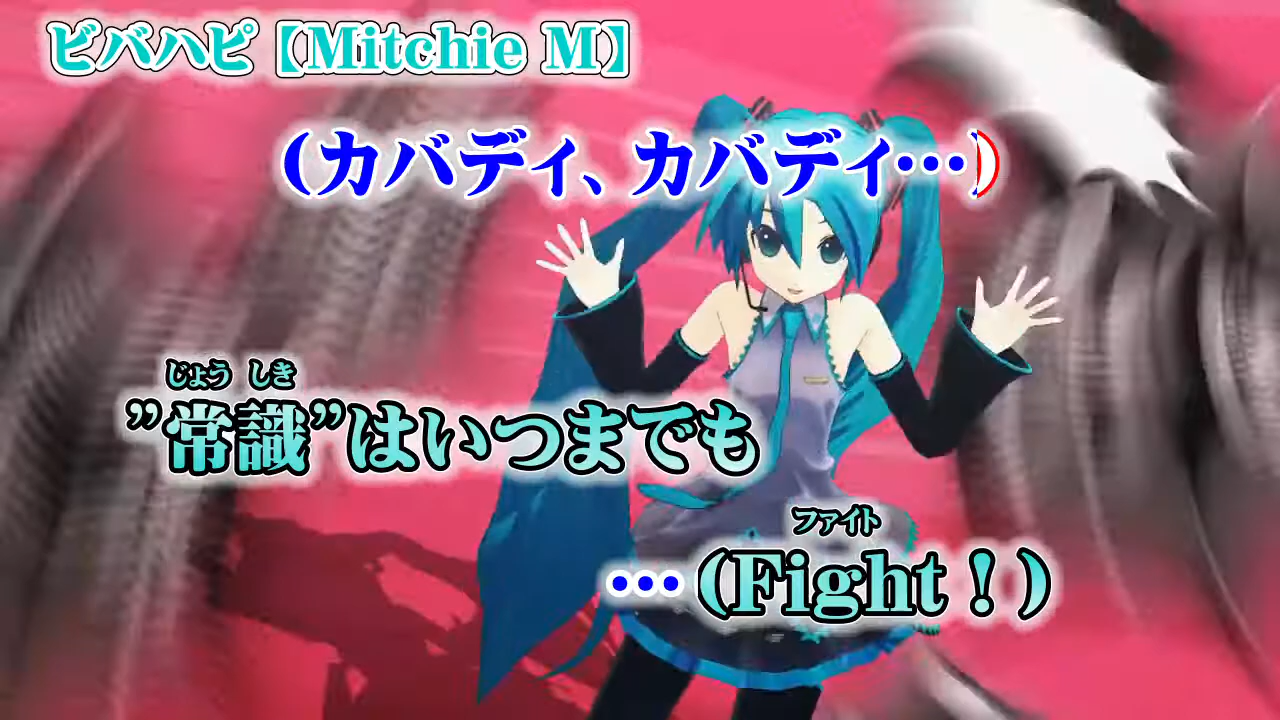 ビバハピ【Mitchie M】
(カバディ、カバディ…)
じょう しき
”常識”はいつまでも
ファイト
…(Fight！)